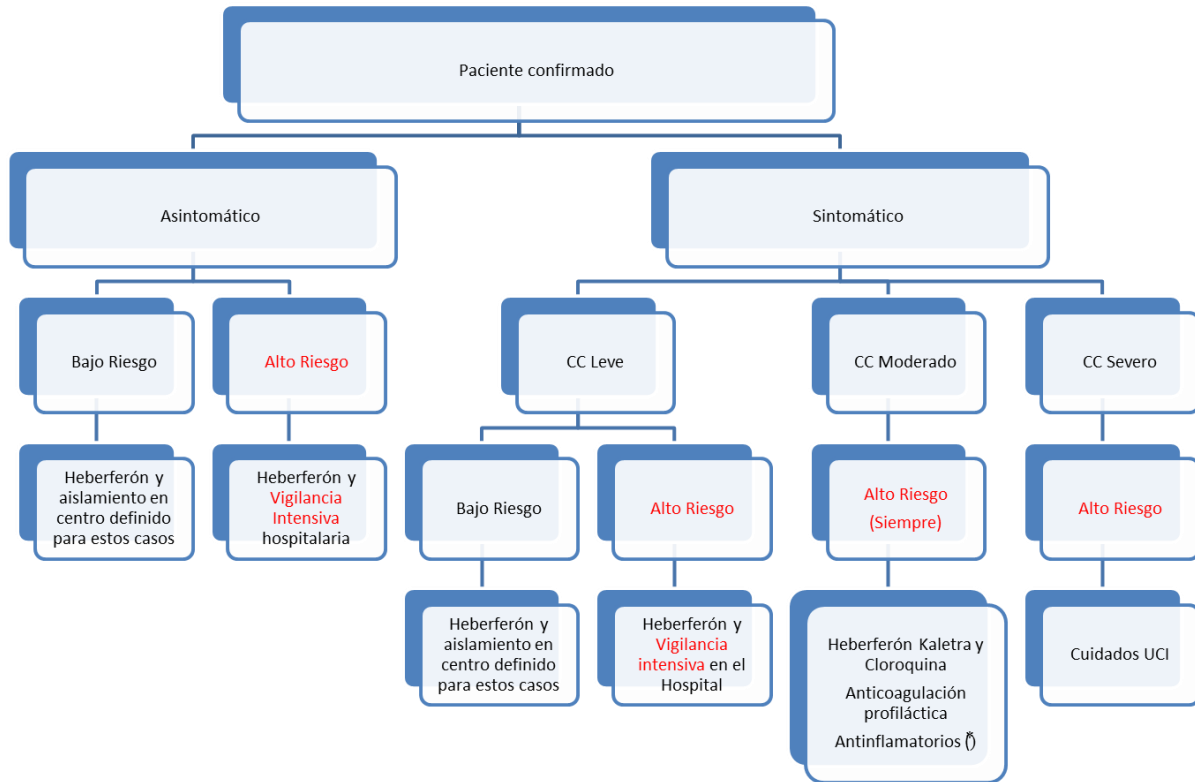 Paciente confirmado
Asintomático
Sintomático
Bajo Riesgo
Alto Riesgo
CC Leve
CC Moderado
CC Severo
Heberferón y
aislamiento en
centro definido
para estos casos
Heberferón y
Vigilancia
Intensiva
hospitalaria
Bajo Riesgo
Alto Riesgo
Alto Riesgo
(Siempre)
Alto Riesgo
Heberferón y
aislamiento en
centro definido
para estos casos
Heberferón y
Vigilancia
intensiva en el
Hospital
Heberferón Kaletra y
Cloroquina
Anticoagulación
profiláctica
Antinflamatorios (*)
Cuidados UCI